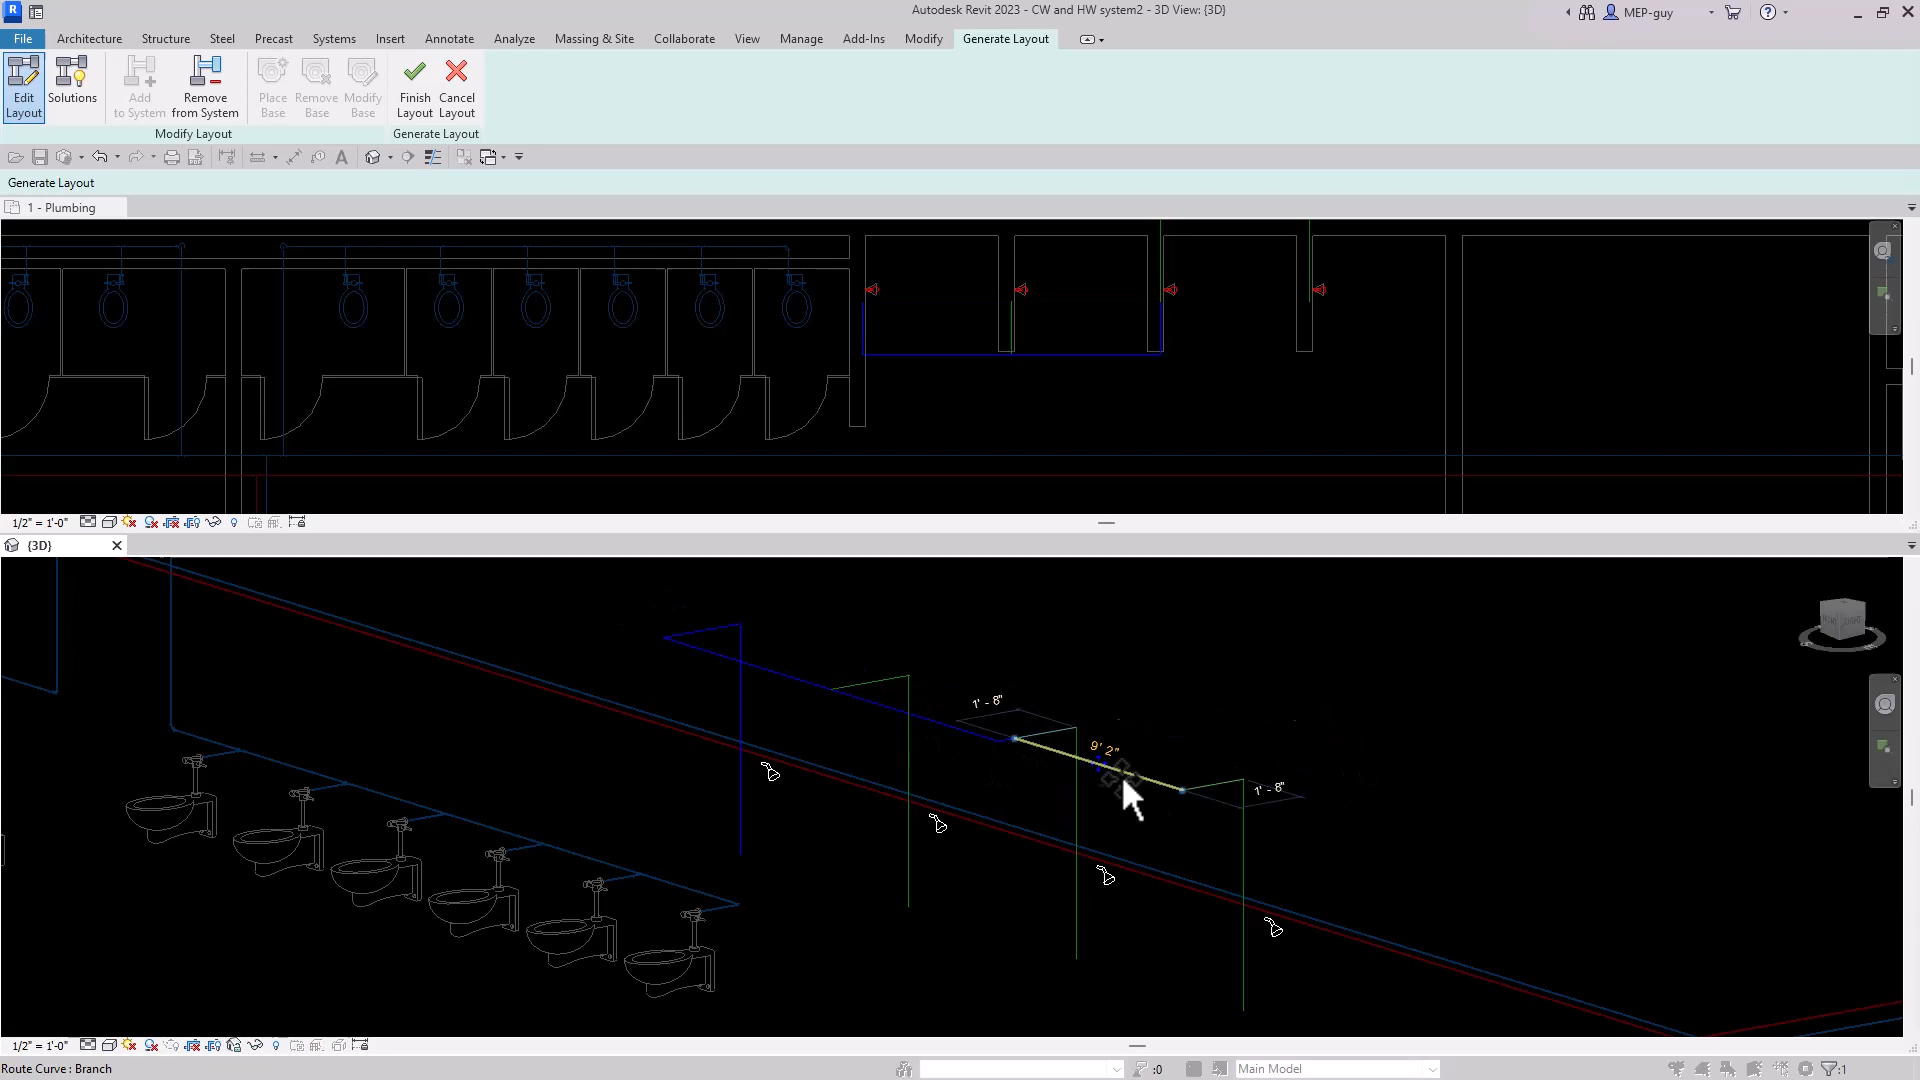 Autodesk Revit 2023 - CW and HW system2 - 3D View: {3D}
MEP-guy
File Architecture Structure Steel Precast Systems Insert Annotate Analyze Massing & Site Collaborate View Manage Add-Ins Modify Generate Layout
Edit Layout
Solutions
Add to System
Remove from System
Place Base
Remove Base
Modify Base
Finish Layout
Cancel Layout
Modify Layout
Generate Layout
Generate Layout
1 - Plumbing
1/2" = 1'-0"
{3D}
1' - 8"
9' 2"
1' - 8"
1/2" = 1'-0"
Route Curve : Branch
:0
Main Model
:1